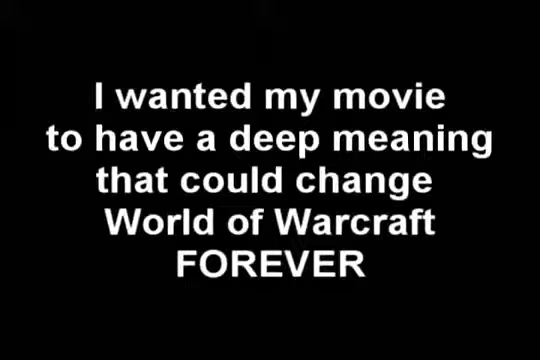 I wanted my movie
to have a deep meaning
that could change
World of Warcraft
FOREVER